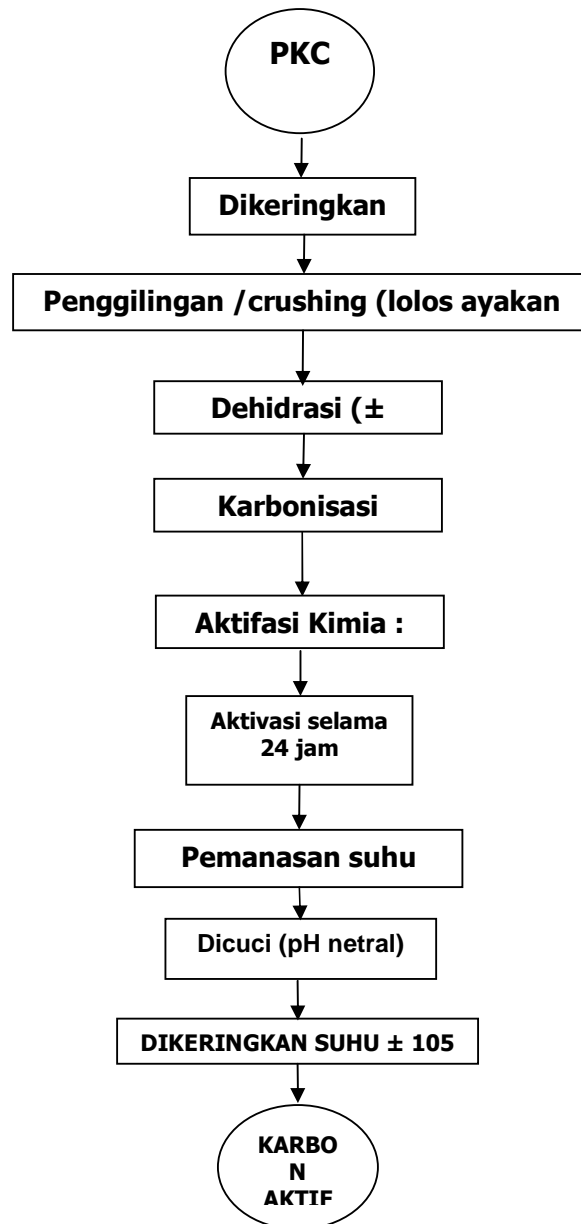 PKC
Dikeringkan
Penggilingan /crushing (lolos ayakan
Dehidrasi (±
Karbonisasi
Aktifasi Kimia :
Aktivasi selama
24 jam
Pemanasan suhu
Dicuci (pH netral)
DIKERINGKAN SUHU ± 105
KARBO
N
AKTIF